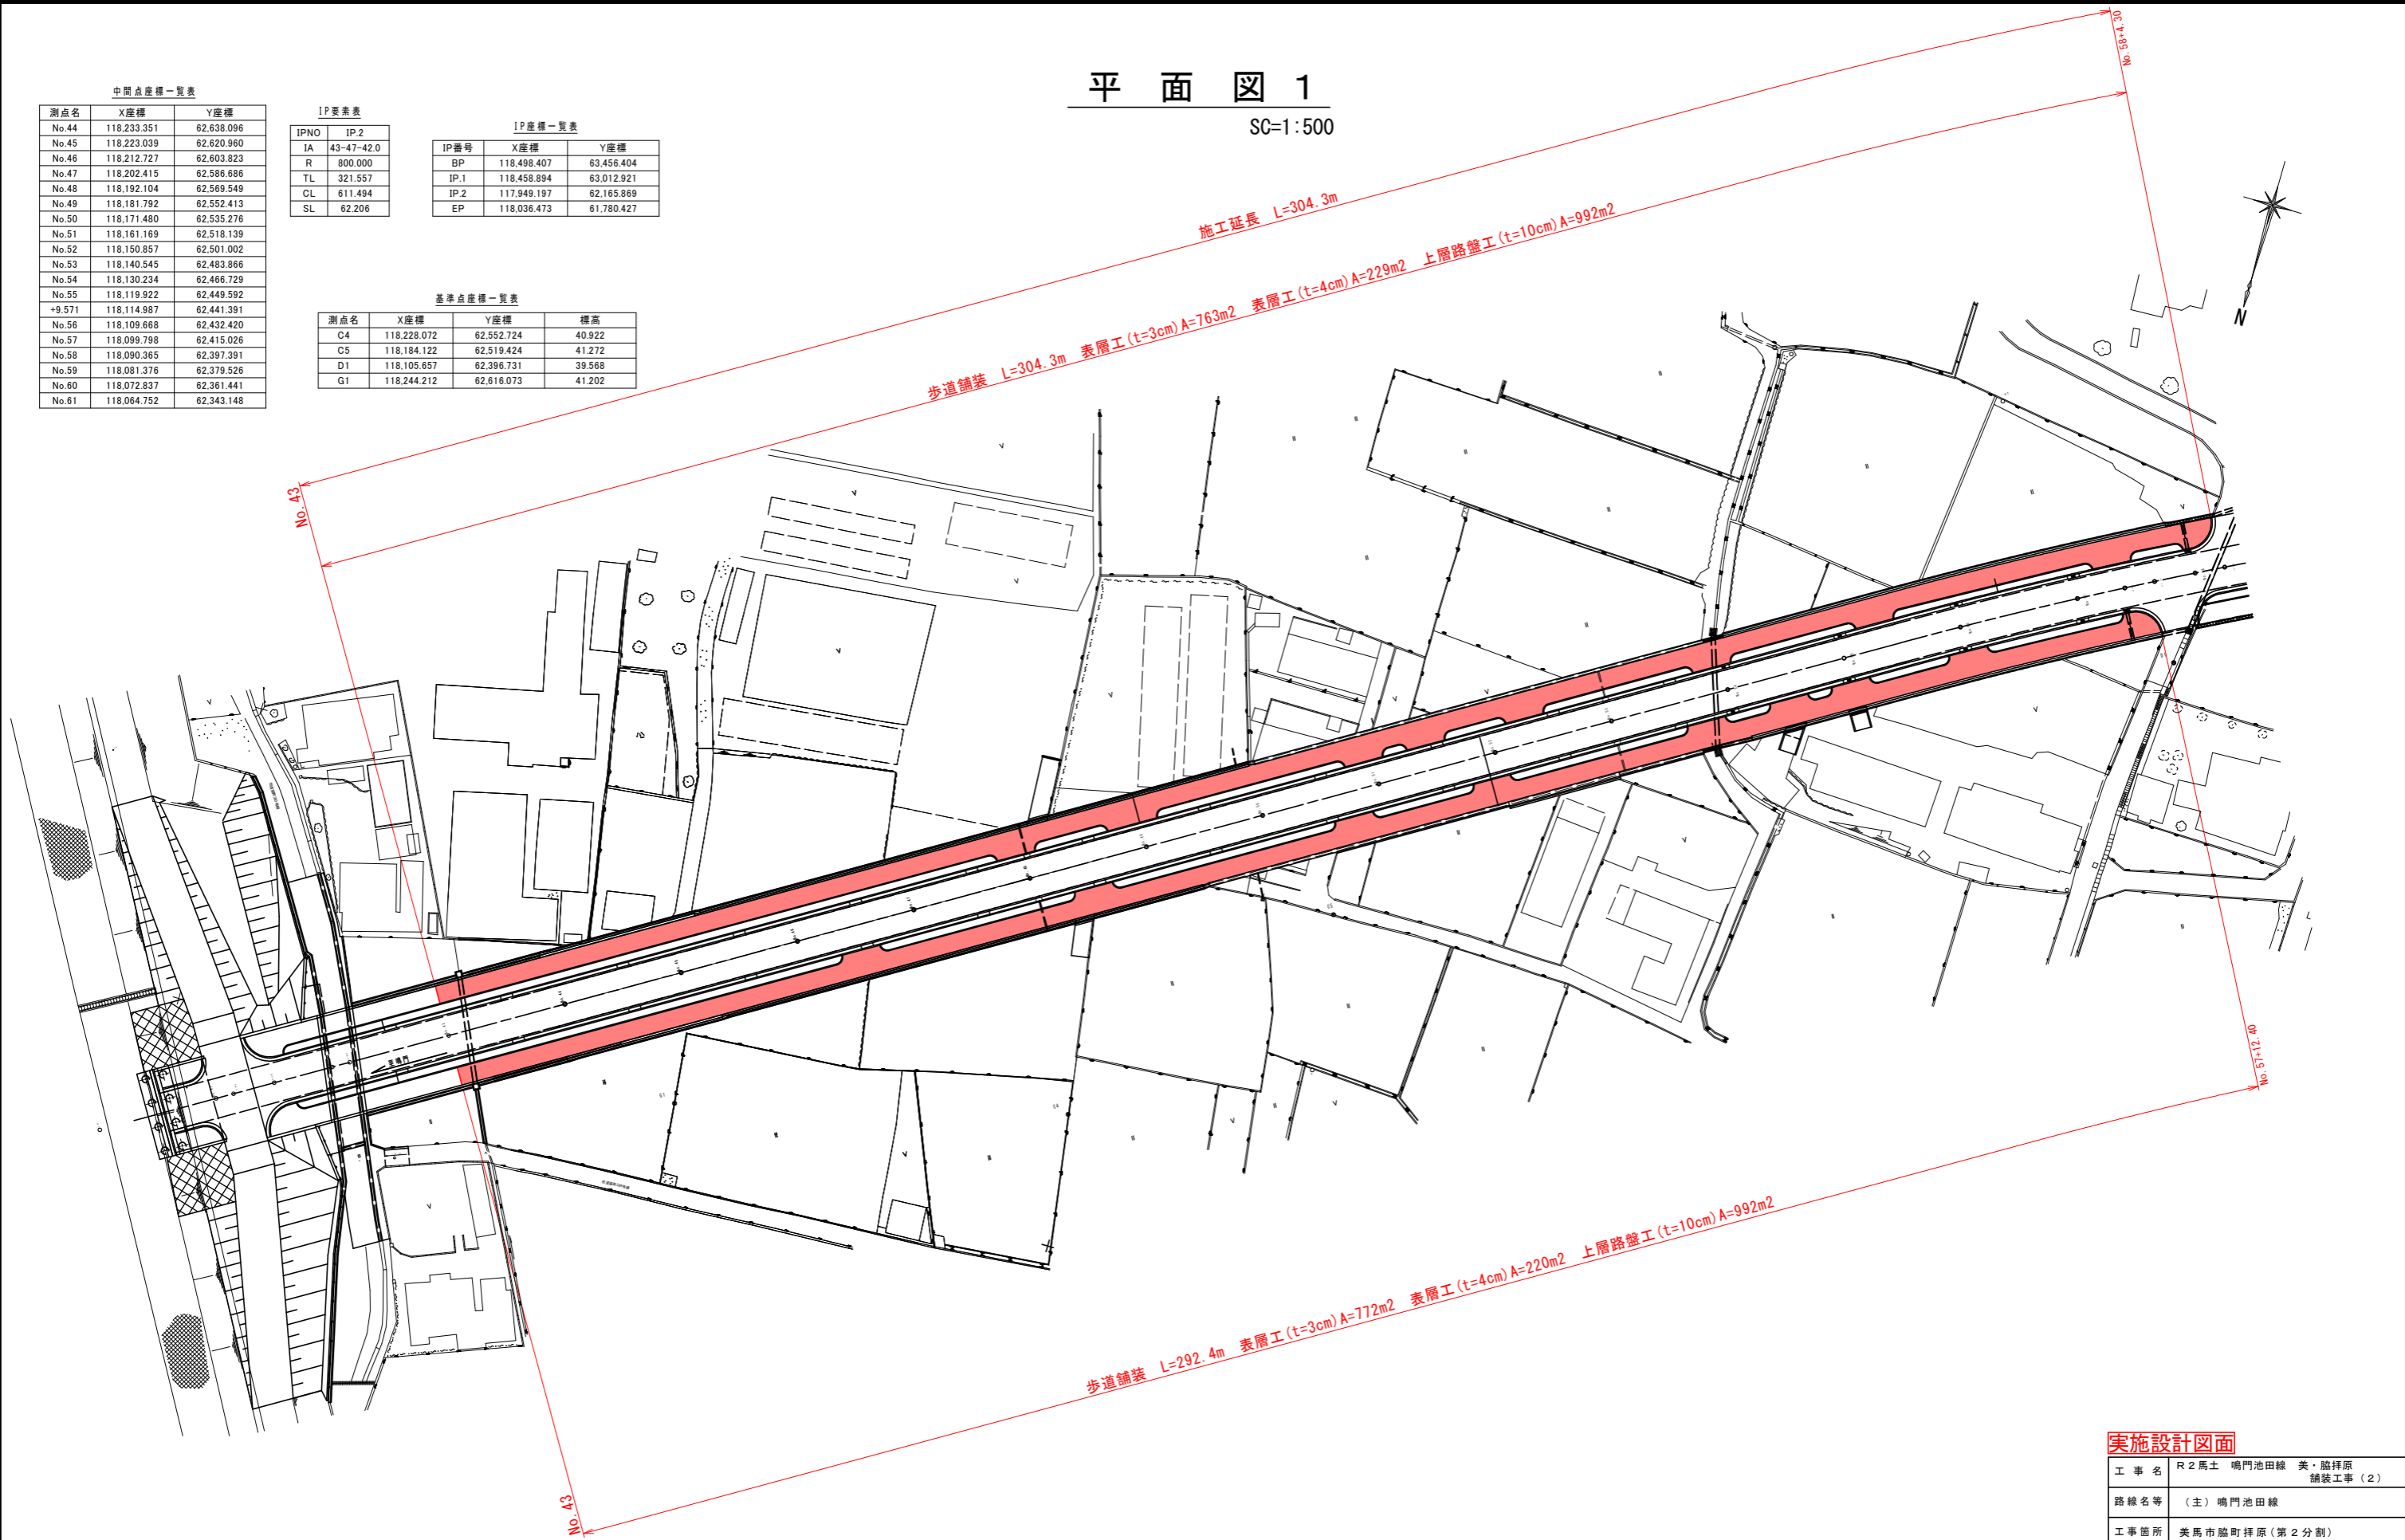 平 面 図 1
SC=1:500
中間点座標一覧表
測点名 X座標 Y座標
No.44 118,233.351 62,638.096
No.45 118,223.039 62,620.960
No.46 118,212.727 62,603.823
No.47 118,202.415 62,586.686
No.48 118,192.104 62,569.549
No.49 118,181.792 62,552.413
No.50 118,171.480 62,535.276
No.51 118,161.169 62,518.139
No.52 118,150.857 62,501.002
No.53 118,140.545 62,483.866
No.54 118,130.234 62,466.729
No.55 118,119.922 62,449.592
+9.571 118,114.987 62,441.391
No.56 118,109.668 62,432.420
No.57 118,099.798 62,415.026
No.58 118,090.365 62,397.391
No.59 118,081.376 62,379.526
No.60 118,072.837 62,361.441
No.61 118,064.752 62,343.148
IP要素表
IPNO IP.2
IA 43-47-42.0
R 800.000
TL 321.557
CL 611.494
SL 62.206
IP座標一覧表
IP番号 X座標 Y座標
BP 118,498.407 63,456.404
IP.1 118,458.894 63,012.921
IP.2 117,949.197 62,165.869
EP 118,036.473 61,780.427
基準点座標一覧表
測点名 X座標 Y座標 標高
C4 118,228.072 62,552.724 40.922
C5 118,184.122 62,519.424 41.272
D1 118,105.657 62,396.731 39.568
G1 118,244.212 62,616.073 41.202
No.58+4.30
施工延長 L=304.3m
歩道舗装 L=304.3m 表層工(t=3cm)A=763m2 表層工(t=4cm)A=229m2 上層路盤工(t=10cm)A=992m2
No.43
N
No.57+12.40
歩道舗装 L=292.4m 表層工(t=3cm)A=772m2 表層工(t=4cm)A=220m2 上層路盤工(t=10cm)A=992m2
No.43
実施設計図面
工 事 名 R2馬土 鳴門池田線 美・脇拝原
舗装工事(2)
路線名等 (主)鳴門池田線
工事箇所 美馬市脇町拝原(第2分割)